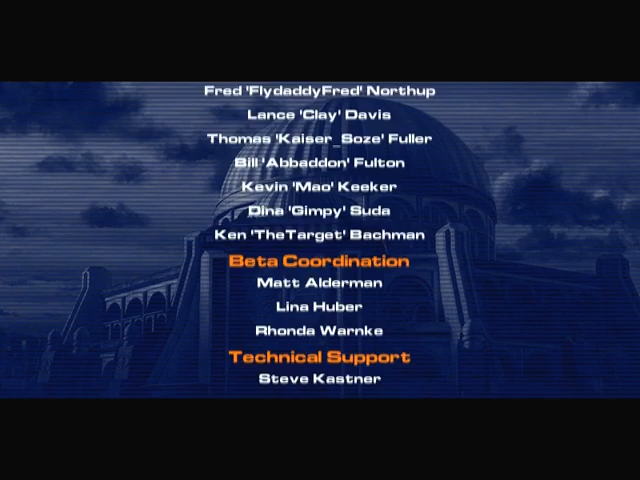 Fred 'FlydaddyFred' Northup
Lance 'Clay' Davis
Thomas 'Kaiser_Soze' Fuller
Bill 'Abbaddon' Fulton
Kevin 'Mao' Keeker
Dina 'Gimpy' Suda
Ken 'TheTarget' Bachman
Beta Coordination
Matt Alderman
Lina Huber
Rhonda Warnke
Technical Support
Steve Kastner